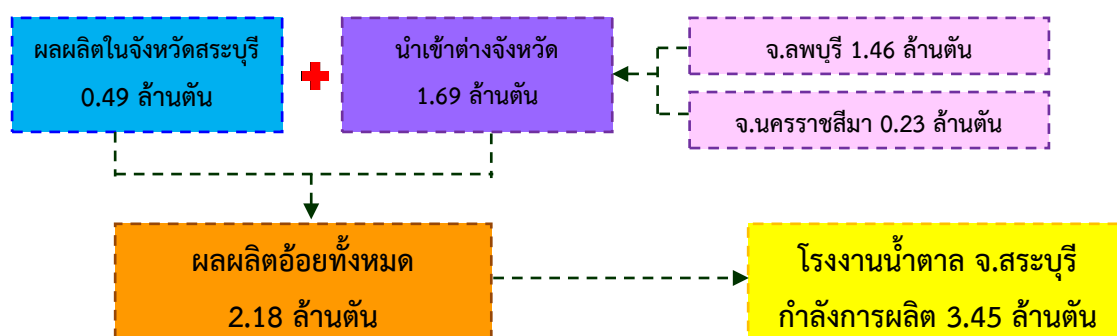 ผลผลิตในจังหวัดสระบุรี
0.49 ล้านตัน
นำเข้าต่างจังหวัด
1.69 ล้านตัน
จ.ลพบุรี 1.46 ล้านตัน
จ.นครราชสีมา 0.23 ล้านตัน
ผลผลิตอ้อยทั้งหมด
2.18 ล้านตัน
โรงงานน้ำตาล จ.สระบุรี
กำลังการผลิต 3.45 ล้านตัน